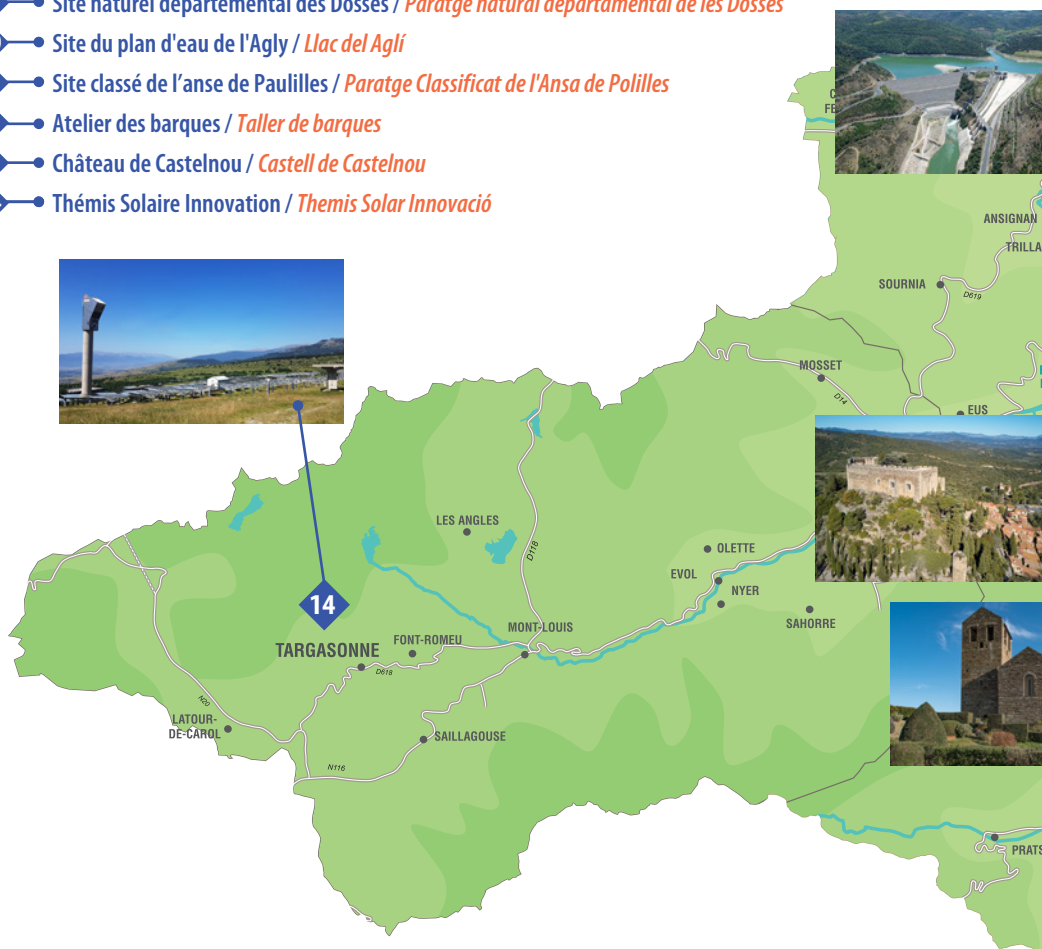 Site naturel départemental des Dosses / Paratge natural departamental de les Dosses
Site du plan d'eau de l'Agly / Llac del Aglí
Site classé de l'anse de Paulilles / Paratge Classificat de l'Ansa de Polilles
Atelier des barques / Taller de barques
Château de Castelnou / Castell de Castelnou
Thémis Solaire Innovation / Themis Solar Innovació
ANSIGNAN
TRILLA
SOURNIA
D619
MOSSET
D14
EUS
LES ANGLES
D118
OLETTE
EVOL
NYER
SAHORRE
14
TARGASONNE
FONT-ROMEU
MONT-LOUIS
D618
N20
LATOUR-
DE-CAROL
SAILLAGOUSE
N116
PRATS